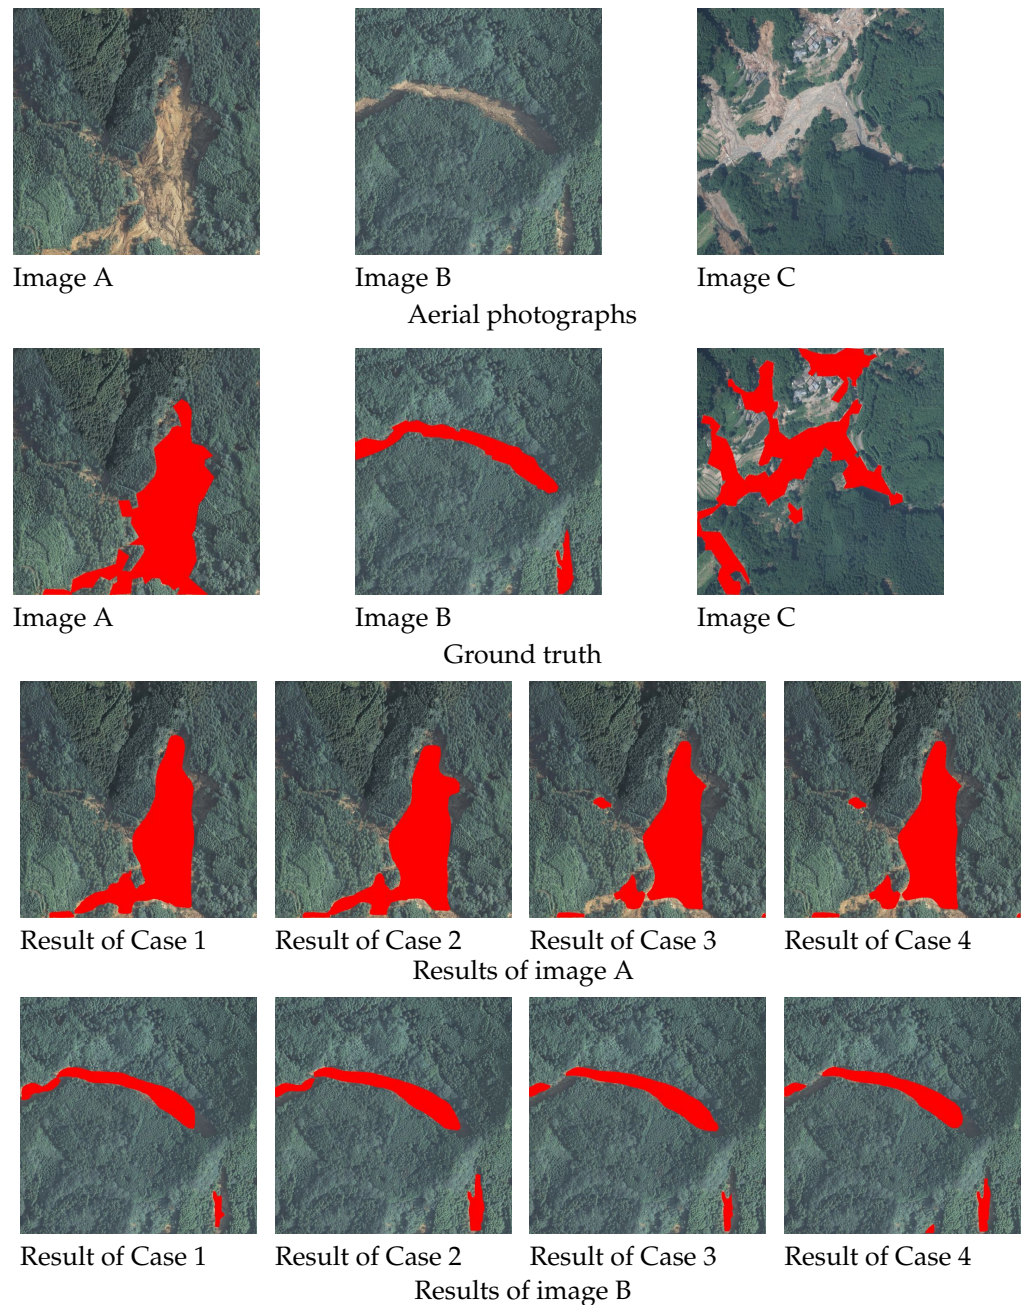 Image A
Image B
Image C
Aerial photographs
Image A
Image B
Image C
Ground truth
Result of Case 1
Result of Case 2
Result of Case 3
Result of Case 4
Results of image A
Result of Case 1
Result of Case 2
Result of Case 3
Result of Case 4
Results of image B